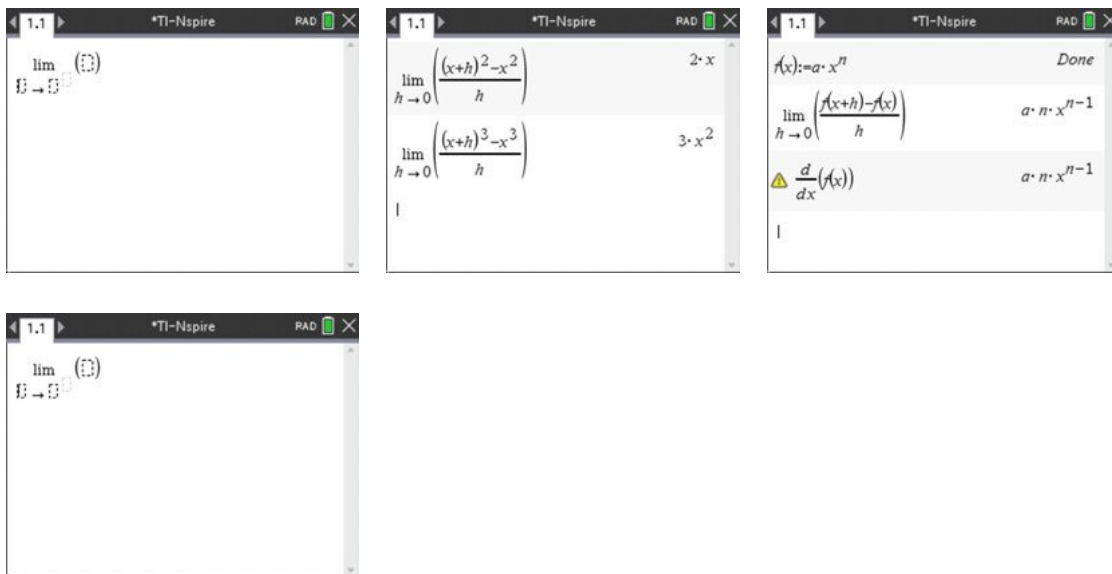 1.1 *TI-Nspire RAD
lim ( )
→
1.1 *TI-Nspire RAD
lim h→0 (((x+h)^2−x^2)/h) 2·x
lim h→0 (((x+h)^3−x^3)/h) 3·x^2
1.1 *TI-Nspire RAD
f(x):=a·x^n Done
lim h→0 ((f(x+h)−f(x))/h) a·n·x^(n−1)
d/dx(f(x)) a·n·x^(n−1)
1.1 *TI-Nspire RAD
lim ( )
→